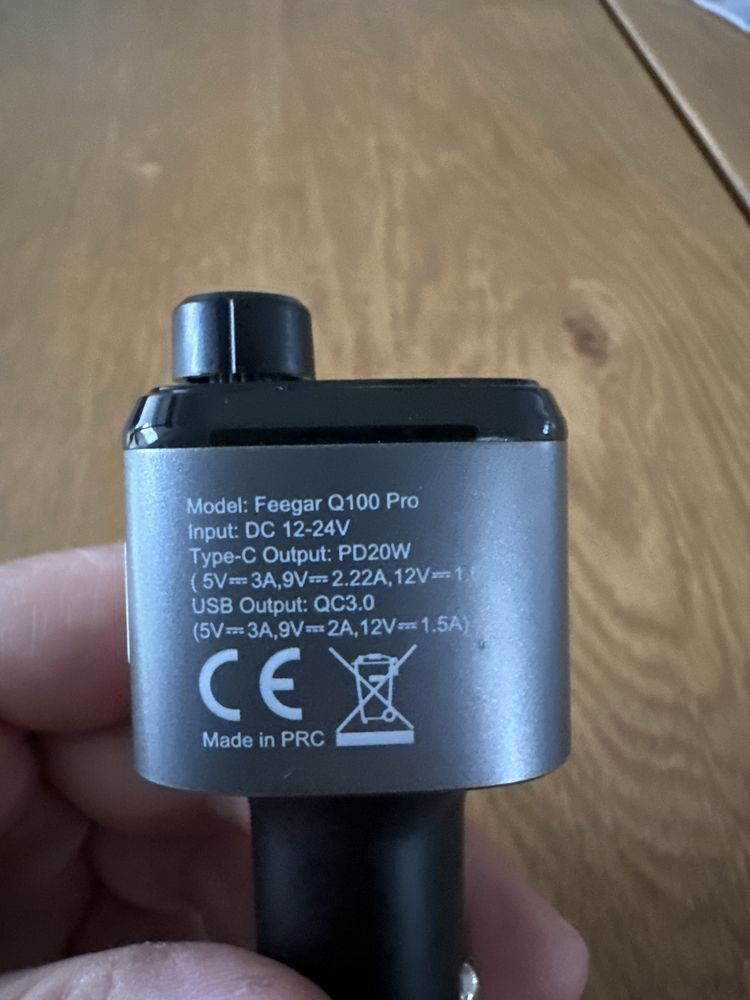 Model: Feegar Q100 Pro
Input: DC 12-24V
Type-C Output: PD20W
( 5V⎓3A,9V⎓2.22A,12V⎓1.
USB Output: QC3.0
(5V⎓3A,9V⎓2A,12V⎓1.5A)
CE
Made in PRC